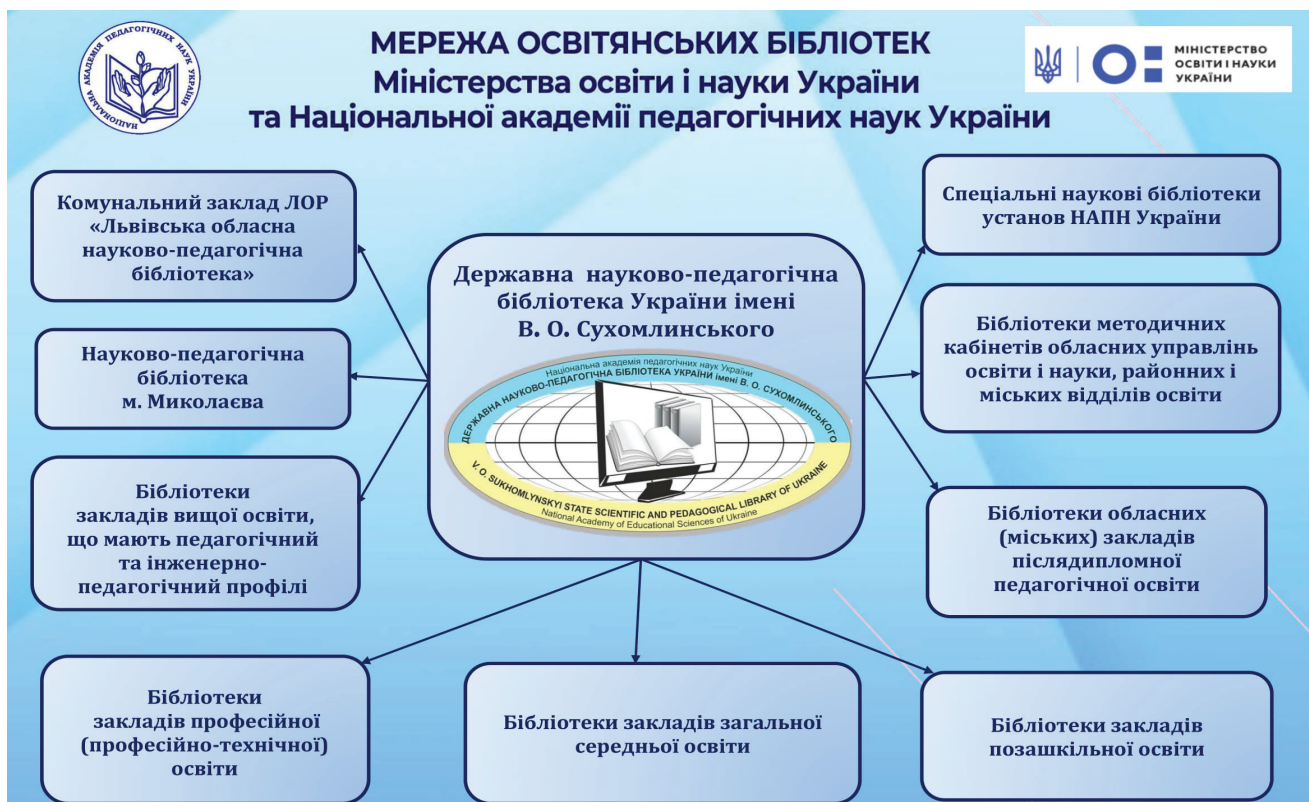 НАЦІОНАЛЬНА АКАДЕМІЯ ПЕДАГОГІЧНИХ НАУК УКРАЇНИ
МЕРЕЖА ОСВІТЯНСЬКИХ БІБЛІОТЕК
Міністерства освіти і науки України
та Національної академії педагогічних наук України
МІНІСТЕРСТВО
ОСВІТИ І НАУКИ
УКРАЇНИ
Комунальний заклад ЛОР
«Львівська обласна
науково-педагогічна
бібліотека»
Науково-педагогічна
бібліотека
м. Миколаєва
Бібліотеки
закладів вищої освіти,
що мають педагогічний
та інженерно-
педагогічний профілі
Державна науково-педагогічна
бібліотека України імені
В. О. Сухомлинського
Національна академія педагогічних наук України
ДЕРЖАВНА НАУКОВО-ПЕДАГОГІЧНА БІБЛІОТЕКА УКРАЇНИ імені В. О. СУХОМЛИНСЬКОГО
V. O. SUKHOMLYNSKYI STATE SCIENTIFIC AND PEDAGOGICAL LIBRARY OF UKRAINE
National Academy of Educational Sciences of Ukraine
Спеціальні наукові бібліотеки
установ НАПН України
Бібліотеки методичних
кабінетів обласних управлінь
освіти і науки, районних і
міських відділів освіти
Бібліотеки обласних
(міських) закладів
післядипломної
педагогічної освіти
Бібліотеки
закладів професійної
(професійно-технічної)
освіти
Бібліотеки закладів загальної
середньої освіти
Бібліотеки закладів
позашкільної освіти